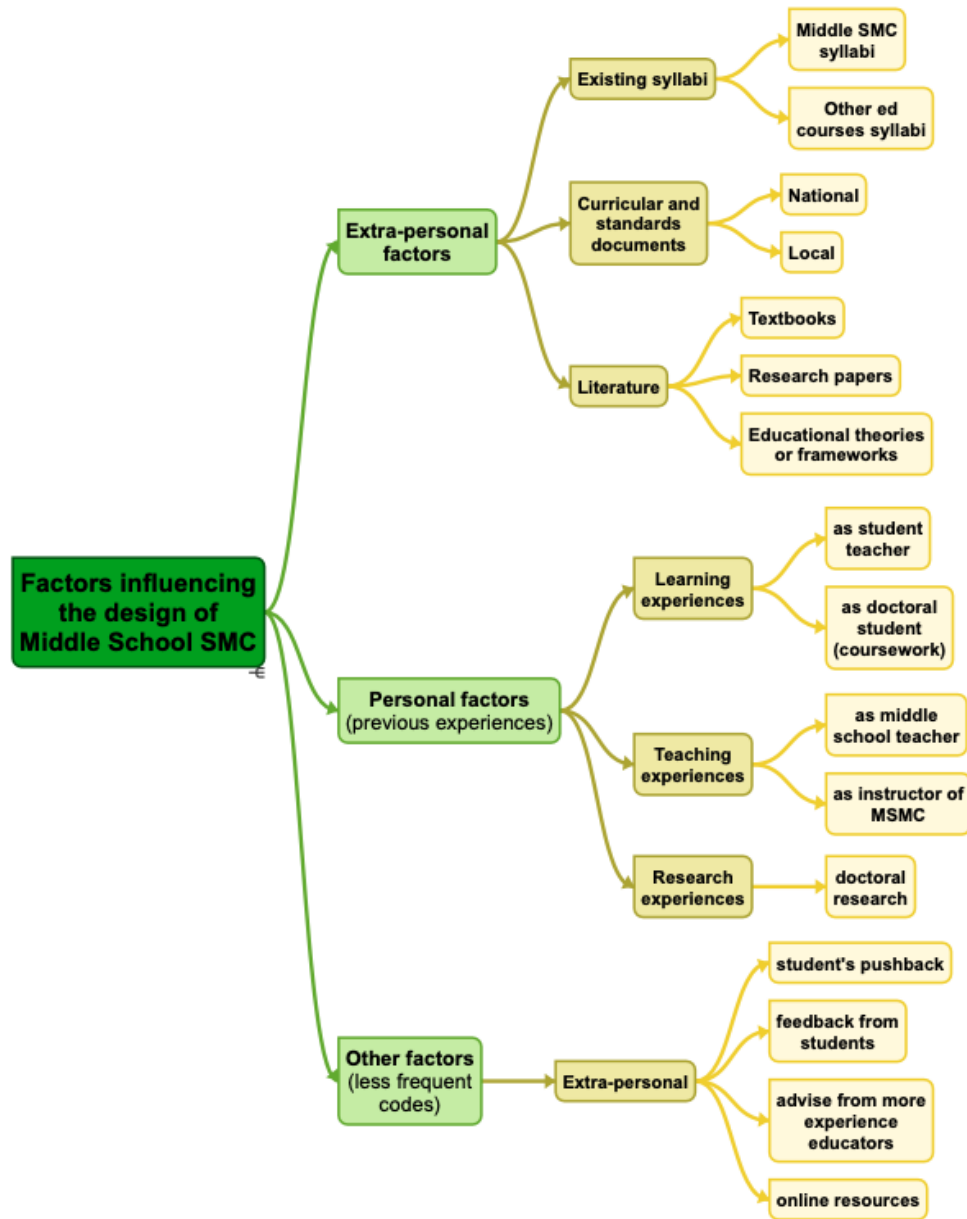 Factors influencing
the design of
Middle School SMC
Extra-personal
factors
Existing syllabi
Middle SMC
syllabi
Other ed
courses syllabi
Curricular and
standards
documents
National
Local
Literature
Textbooks
Research papers
Educational theories
or frameworks
Personal factors
(previous experiences)
Learning
experiences
as student
teacher
as doctoral
student
(coursework)
Teaching
experiences
as middle
school teacher
as instructor of
MSMC
Research
experiences
doctoral
research
Other factors
(less frequent
codes)
Extra-personal
student's pushback
feedback from
students
advise from more
experience
educators
online resources